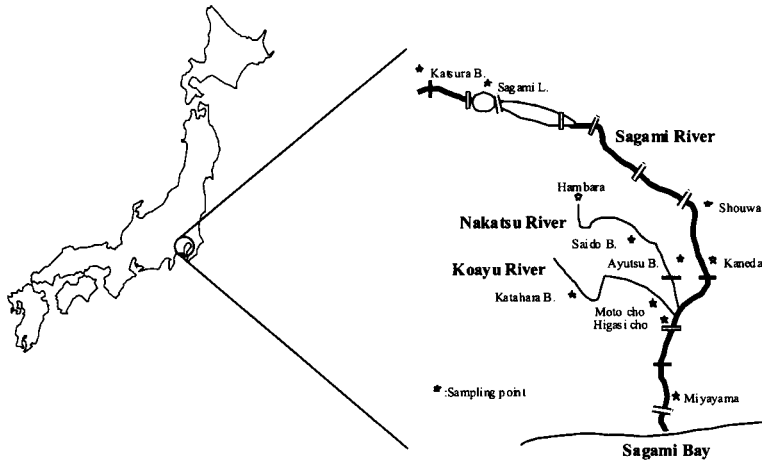 Katsura B.
Sagami L.
Sagami River
Hambara
Shouwa
Nakatsu River
Saido B.
Ayutsu B.
Kaneda
Koayu River
Katahara B.
Moto cho
Higasi cho
*:Sampling point
Miyayama
Sagami Bay